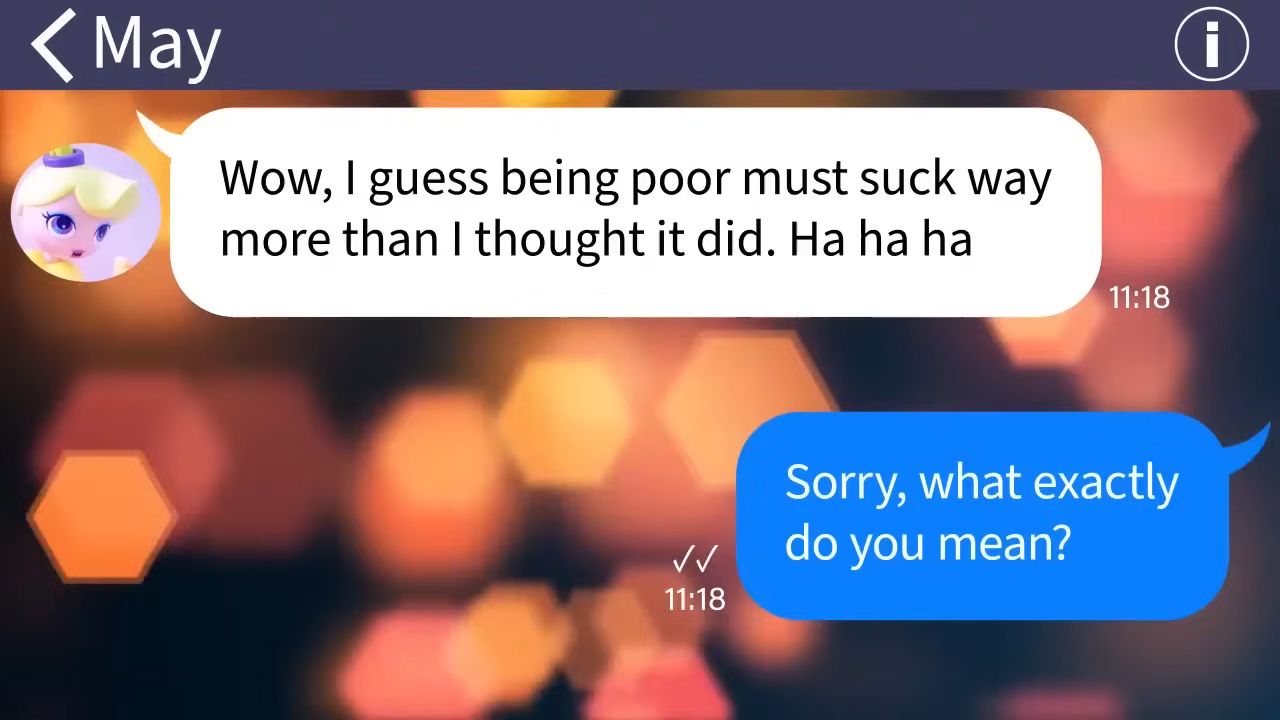 May
i
Wow, I guess being poor must suck way
more than I thought it did. Ha ha ha
11:18
Sorry, what exactly
do you mean?
✓✓
11:18